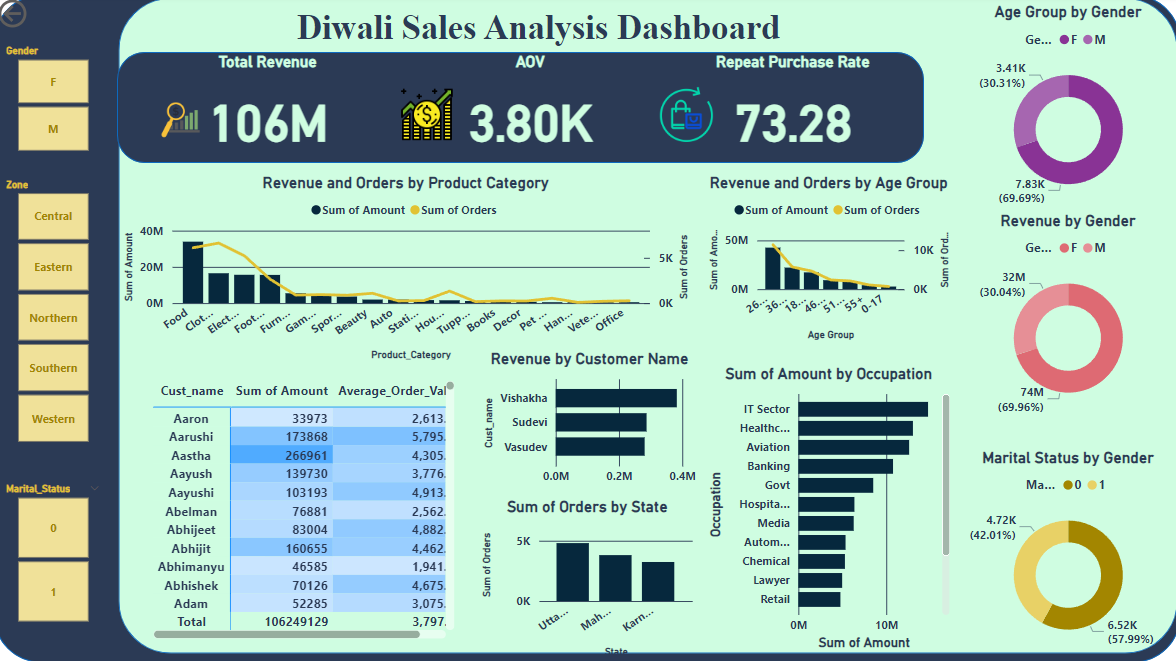 Diwali Sales Analysis Dashboard
Gender
F
M
Zone
Central
Eastern
Northern
Southern
Western
Marital_Status
0
1
Total Revenue
106M
AOV
3.80K
Repeat Purchase Rate
73.28
Revenue and Orders by Product Category
Sum of Amount Sum of Orders
Sum of Amount
40M
20M
0M
5K
0K
Sum of Orders
Food Clot... Elect... Foot... Furn... Gam... Spor... Beauty Auto Stati... Hou... Tupp... Books Decor Pet ... Han... Vete... Office
Product_Category
Revenue and Orders by Age Group
Sum of Amount Sum of Orders
Sum of Amo...
50M
0M
10K
0K
Sum of Ord...
26... 36... 18... 46... 51... 55+ 0-17
Age Group
Cust_name Sum of Amount Average_Order_Val
Aaron 33973 2,613.
Aarushi 173868 5,795.
Aastha 266961 4,305.
Aayush 139730 3,776.
Aayushi 103193 4,913.
Abelman 76881 2,562.
Abhijeet 83004 4,882.
Abhijit 160655 4,462.
Abhimanyu 46585 1,941.
Abhishek 70126 4,675.
Adam 52285 3,075.
Total 106249129 3,797.
Revenue by Customer Name
Cust_name
Vishakha
Sudevi
Vasudev
0.0M 0.2M 0.4M
Sum of Orders by State
Sum of Orders
5K
0K
Utta... Mah... Karn...
State
Sum of Amount by Occupation
Occupation
IT Sector
Healthc...
Aviation
Banking
Govt
Hospita...
Media
Autom...
Chemical
Lawyer
Retail
0M 10M
Sum of Amount
Age Group by Gender
Ge... F M
3.41K
(30.31%)
7.83K
(69.69%)
Revenue by Gender
Ge... F M
32M
(30.04%)
74M
(69.96%)
Marital Status by Gender
Ma... 0 1
4.72K
(42.01%)
6.52K
(57.99%)